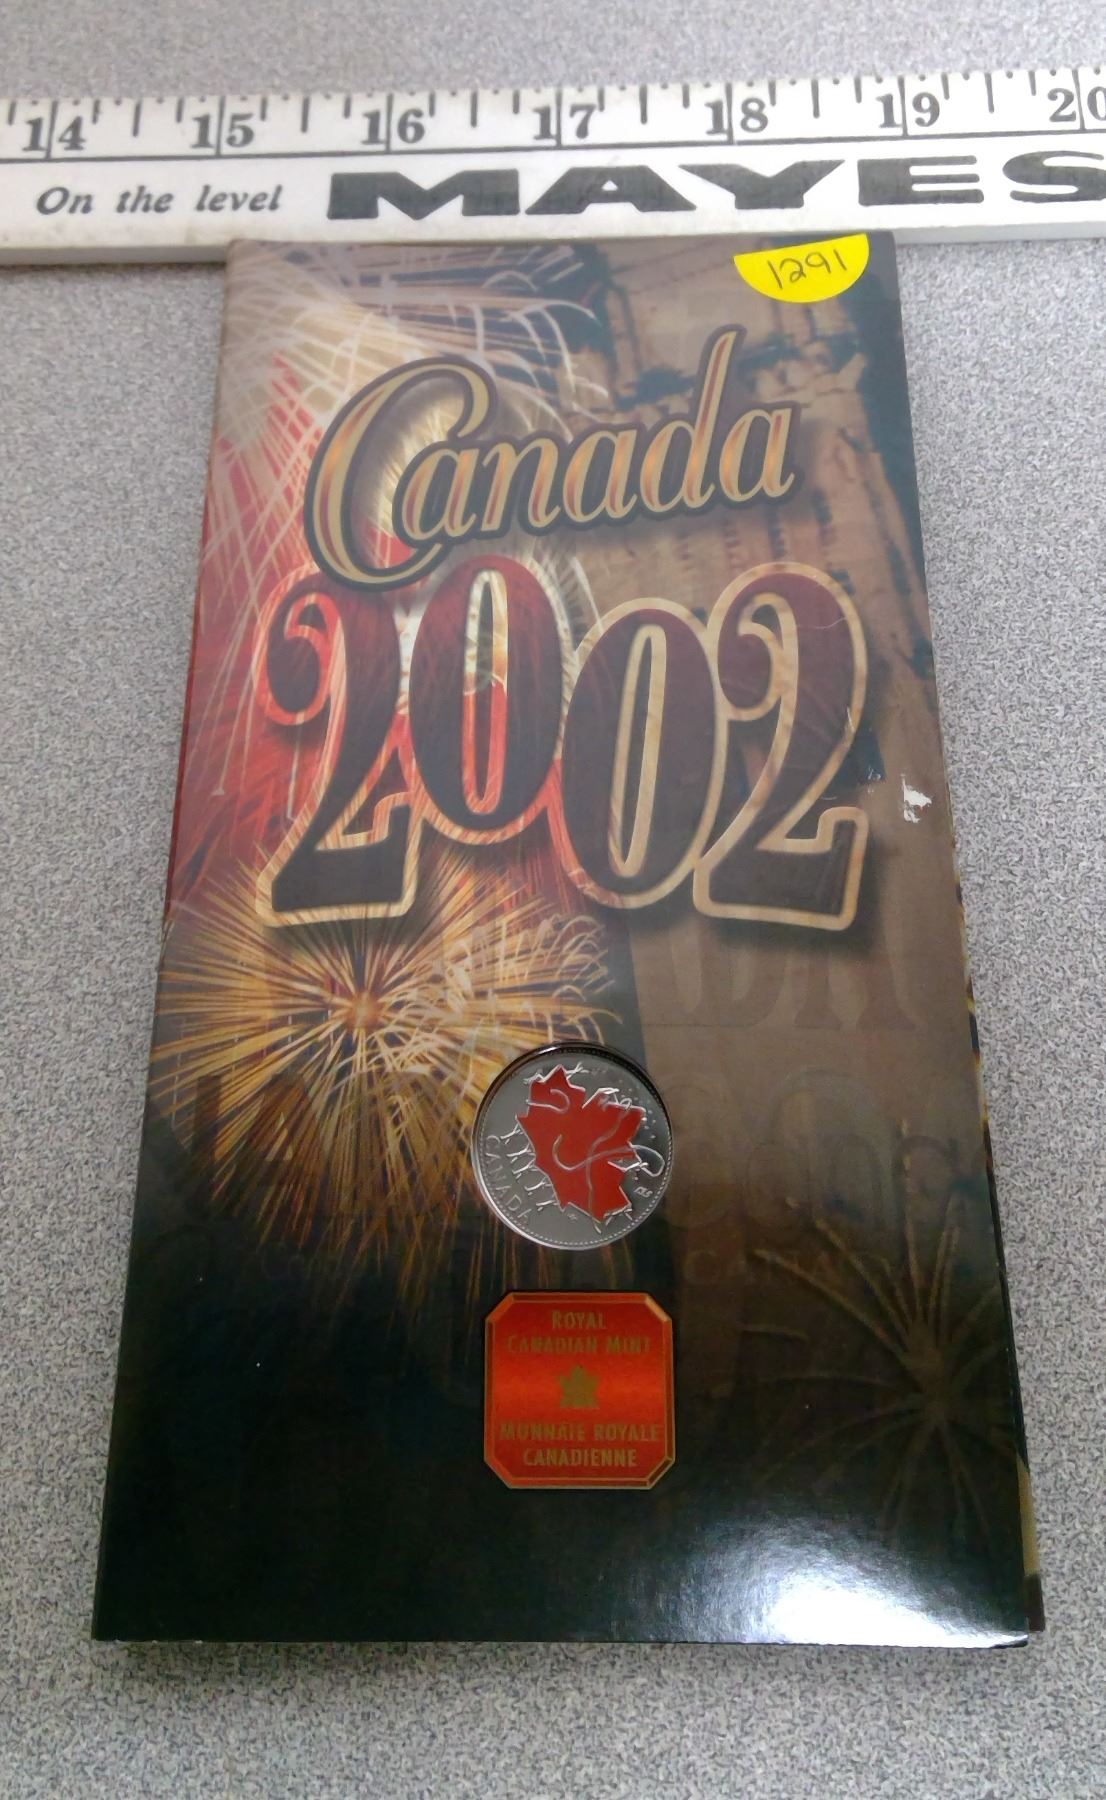 14 15 16 17 18 19 20
On the level MAYES
1291
Canada
2002
CANADA
ROYAL
CANADIAN MINT
MONNAIE ROYALE
CANADIENNE